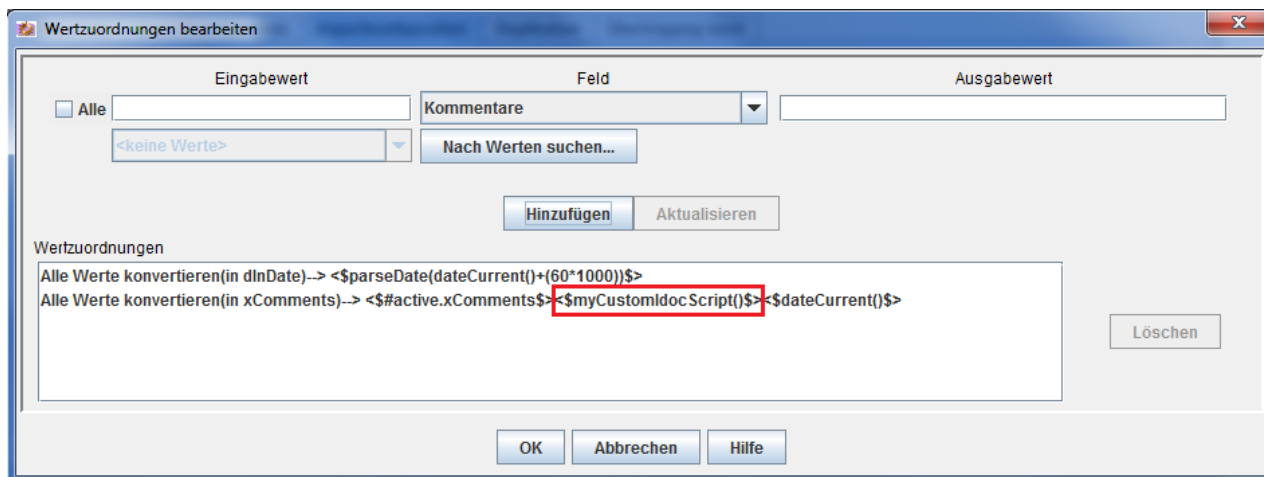 Wertzuordnungen bearbeiten
Eingabewert Feld Ausgabewert
Alle Kommentare
<keine Werte> Nach Werten suchen...
Hinzufügen Aktualisieren
Wertzuordnungen
Alle Werte konvertieren(in dInDate)--> <$parseDate(dateCurrent()+(60*1000))$>
Alle Werte konvertieren(in xComments)--> <$#active.xComments$><$myCustomIdocScript()$><$dateCurrent()$>
Löschen
OK Abbrechen Hilfe